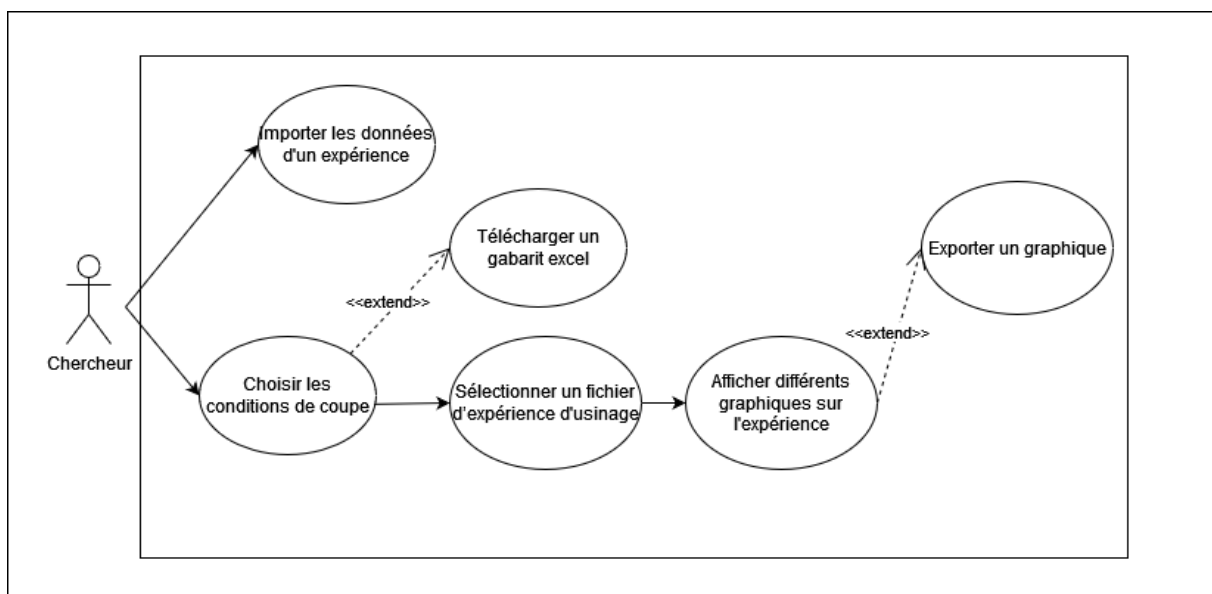 Importer les données
d'un expérience
Télécharger un
gabarit excel
Exporter un graphique
<<extend>>
<<extend>>
Chercheur
Choisir les
conditions de coupe
Sélectionner un fichier
d'expérience d'usinage
Afficher différents
graphiques sur
l'expérience